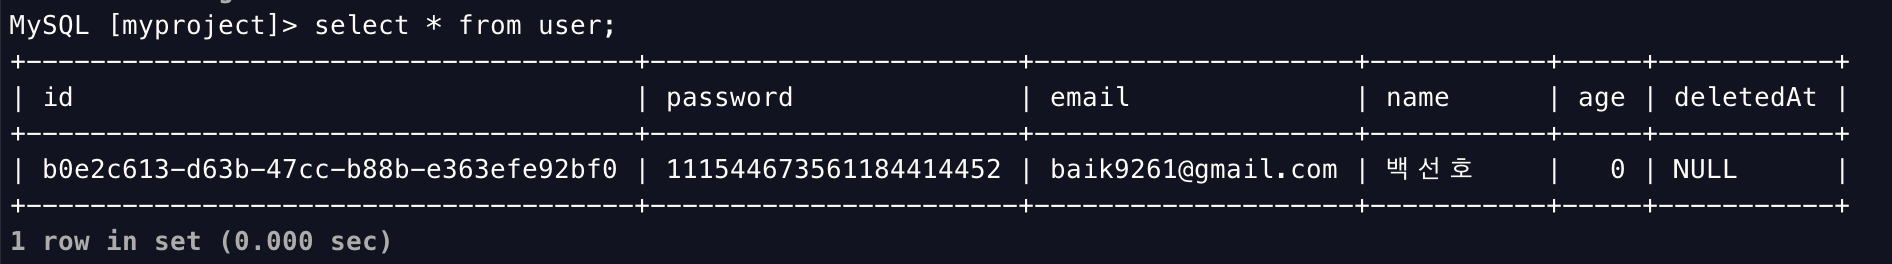 MySQL [myproject]> select * from user;
+--------------------------------------+-----------------------+--------------------+-----------+-----+-----------+
| id                                   | password              | email              | name      | age | deletedAt |
+--------------------------------------+-----------------------+--------------------+-----------+-----+-----------+
| b0e2c613-d63b-47cc-b88b-e363efe92bf0 | 111544673561184414452 | baik9261@gmail.com | 백선호    |   0 | NULL      |
+--------------------------------------+-----------------------+--------------------+-----------+-----+-----------+
1 row in set (0.000 sec)